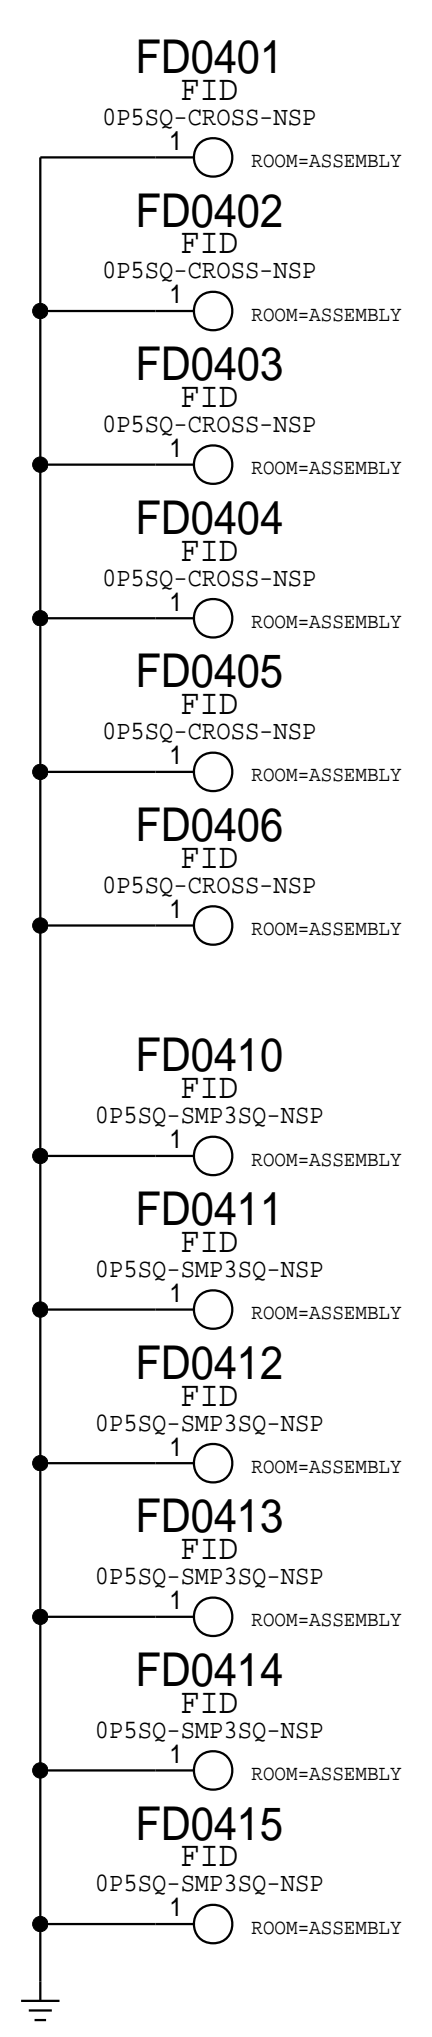 FD0401
FID
0P5SQ-CROSS-NSP
1
ROOM=ASSEMBLY
FD0402
FID
0P5SQ-CROSS-NSP
1
ROOM=ASSEMBLY
FD0403
FID
0P5SQ-CROSS-NSP
1
ROOM=ASSEMBLY
FD0404
FID
0P5SQ-CROSS-NSP
1
ROOM=ASSEMBLY
FD0405
FID
0P5SQ-CROSS-NSP
1
ROOM=ASSEMBLY
FD0406
FID
0P5SQ-CROSS-NSP
1
ROOM=ASSEMBLY
FD0410
FID
0P5SQ-SMP3SQ-NSP
1
ROOM=ASSEMBLY
FD0411
FID
0P5SQ-SMP3SQ-NSP
1
ROOM=ASSEMBLY
FD0412
FID
0P5SQ-SMP3SQ-NSP
1
ROOM=ASSEMBLY
FD0413
FID
0P5SQ-SMP3SQ-NSP
1
ROOM=ASSEMBLY
FD0414
FID
0P5SQ-SMP3SQ-NSP
1
ROOM=ASSEMBLY
FD0415
FID
0P5SQ-SMP3SQ-NSP
1
ROOM=ASSEMBLY